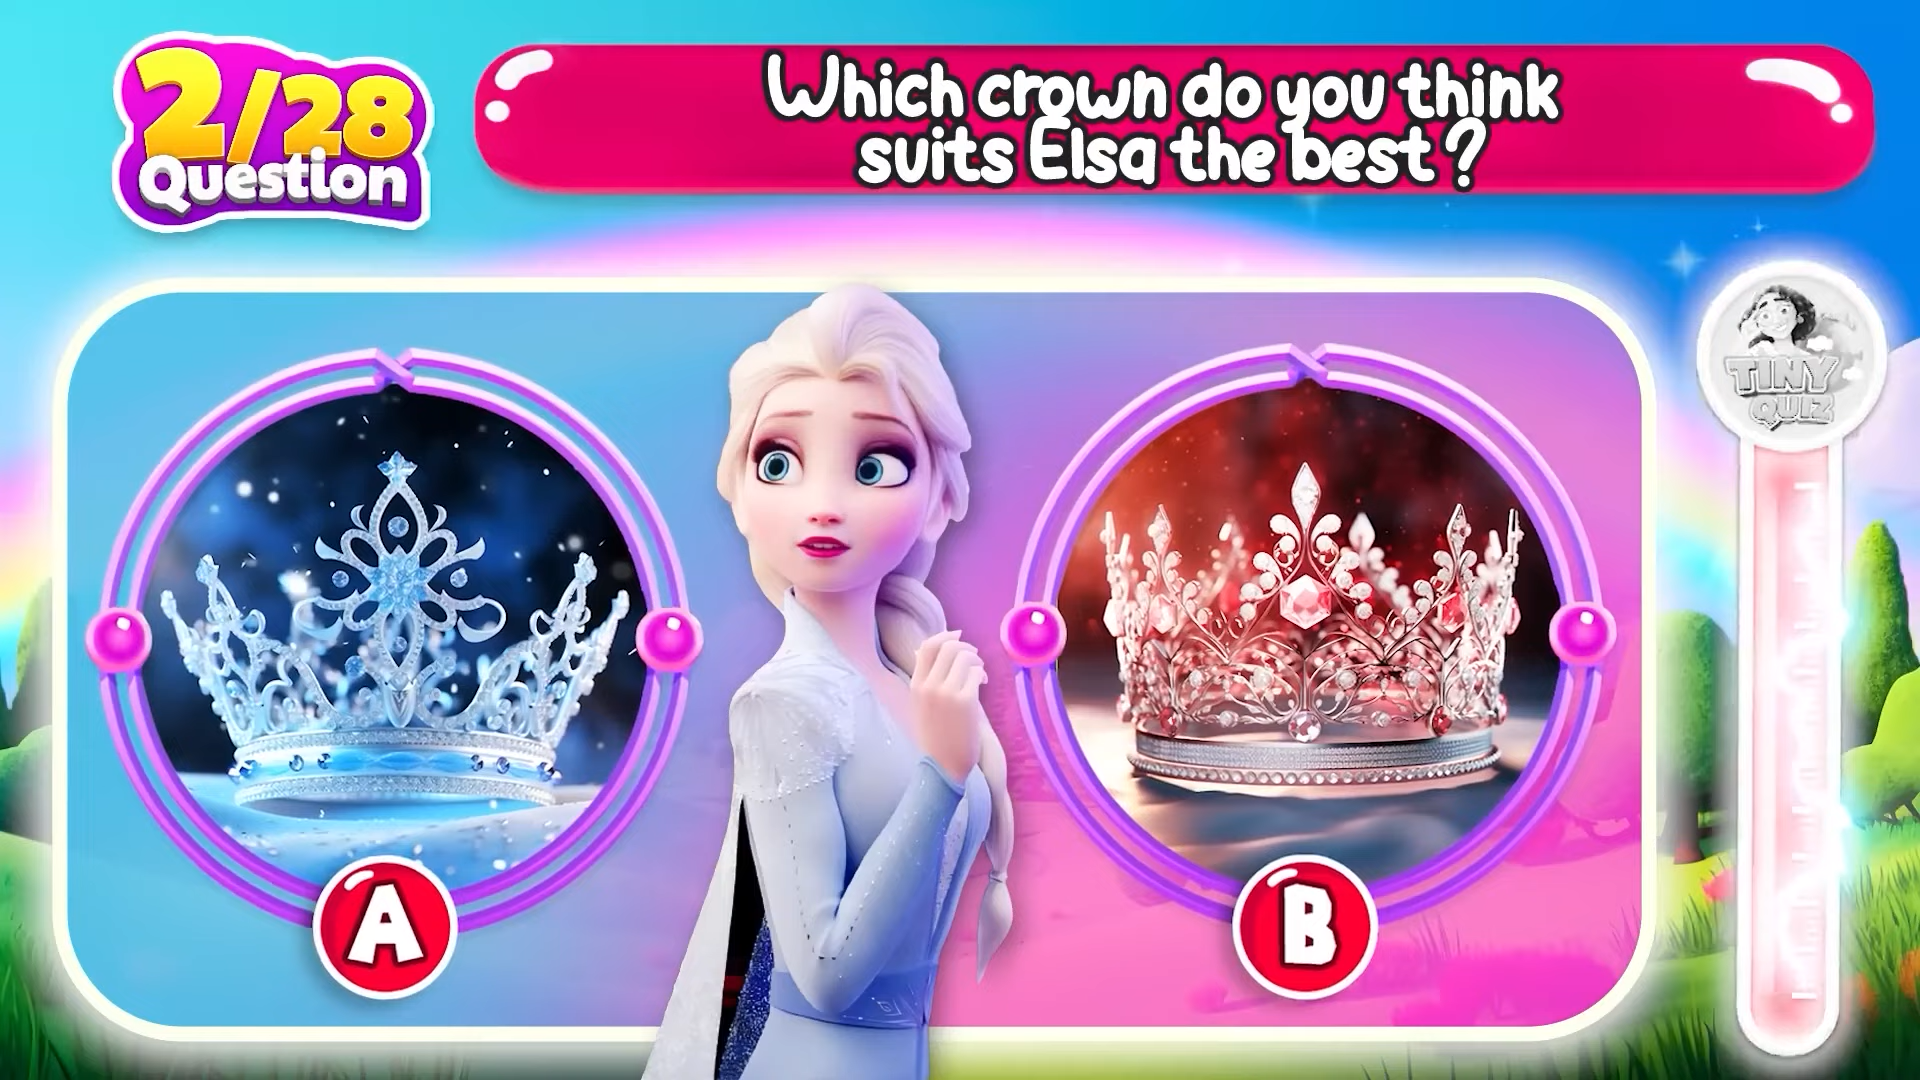 2/28
Question
Which crown do you think
suits Elsa the best?
TINY
QUIZ
A
B